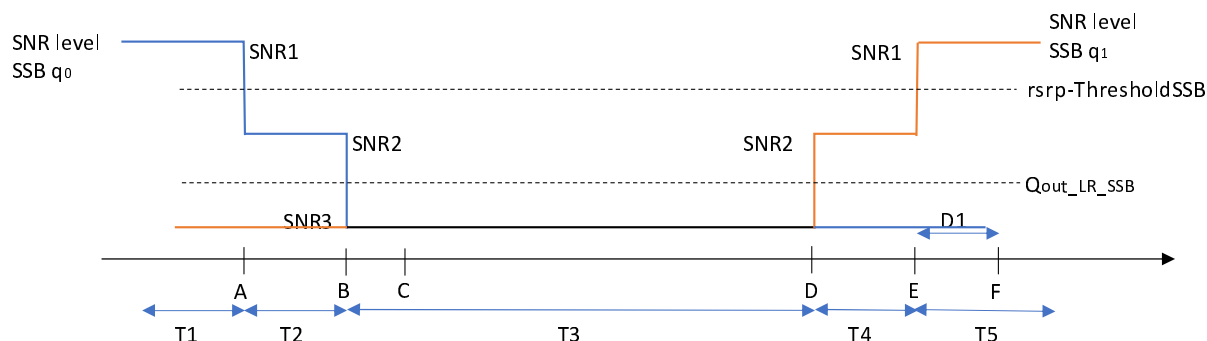 SNR level
SSB q0
SNR1
SNR2
SNR3
SNR1
SNR2
SNR level
SSB q1
rsrp-ThresholdSSB
Qout_LR_SSB
D1
A
B
C
D
E
F
T1
T2
T3
T4
T5